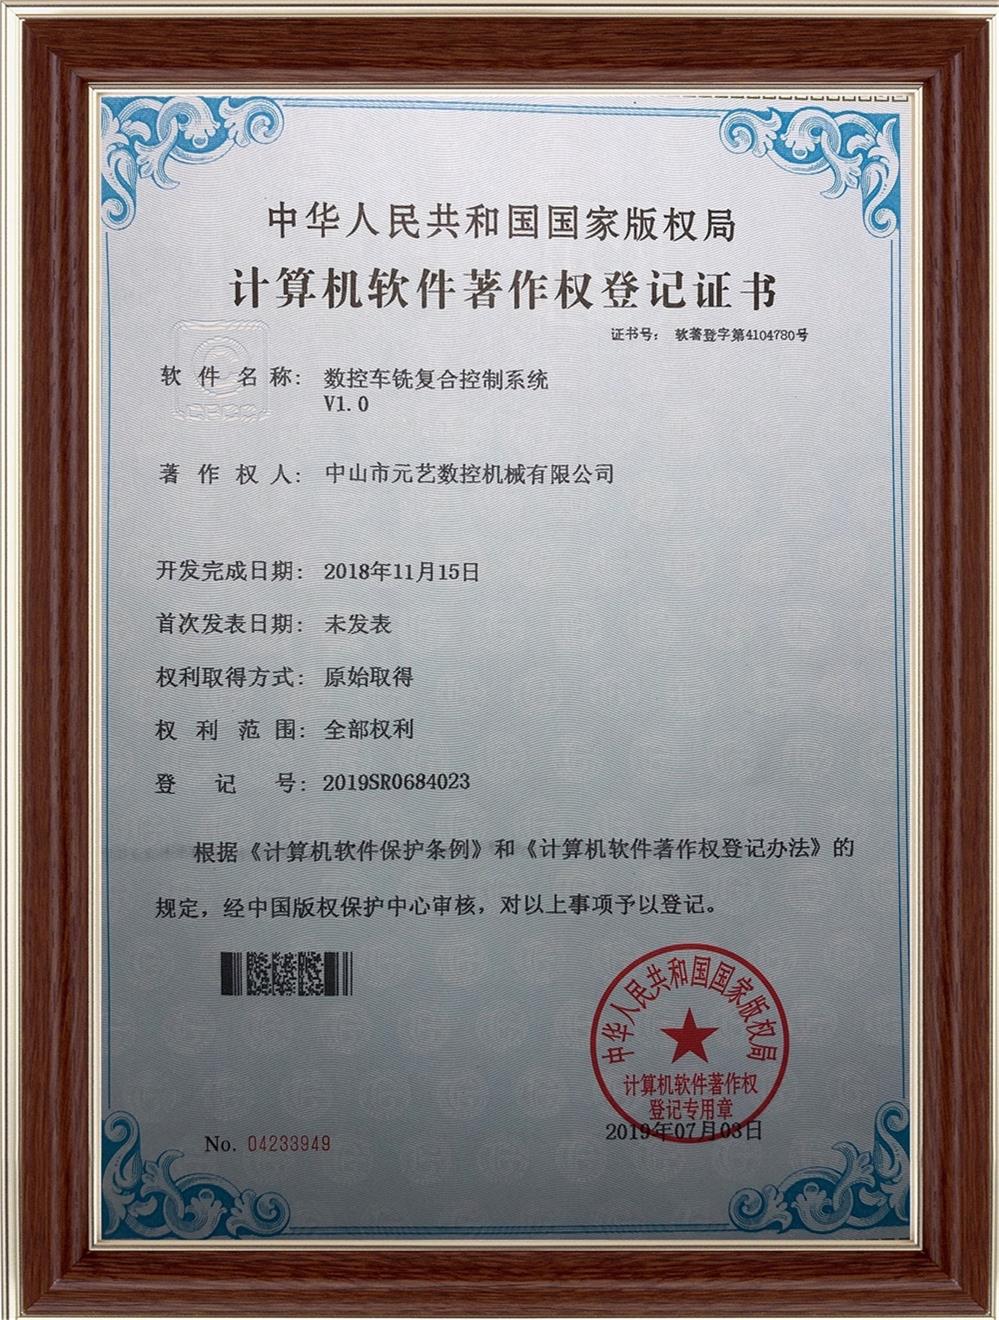 中华人民共和国国家版权局
计算机软件著作权登记证书
证书号： 软著登字第4104780号
软件名称： 数控车铣复合控制系统
V1.0
著作权人： 中山市元艺数控机械有限公司
开发完成日期： 2018年11月15日
首次发表日期： 未发表
权利取得方式： 原始取得
权利范围： 全部权利
登记号： 2019SR0684023
根据《计算机软件保护条例》和《计算机软件著作权登记办法》的
规定，经中国版权保护中心审核，对以上事项予以登记。
中华人民共和国国家版权局
计算机软件著作权
登记专用章
2019年07月03日
No. 04233949